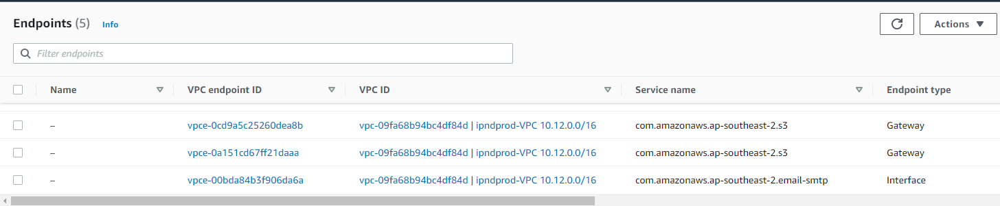 Endpoints (5) Info
Actions
Filter endpoints
Name VPC endpoint ID VPC ID Service name Endpoint type
– vpce-0cd9a5c25260dea8b vpc-09fa68b94bc4df84d | ipndprod-VPC 10.12.0.0/16 com.amazonaws.ap-southeast-2.s3 Gateway
– vpce-0a151cd67ff21daaa vpc-09fa68b94bc4df84d | ipndprod-VPC 10.12.0.0/16 com.amazonaws.ap-southeast-2.s3 Gateway
– vpce-00bda84b3f906da6a vpc-09fa68b94bc4df84d | ipndprod-VPC 10.12.0.0/16 com.amazonaws.ap-southeast-2.email-smtp Interface